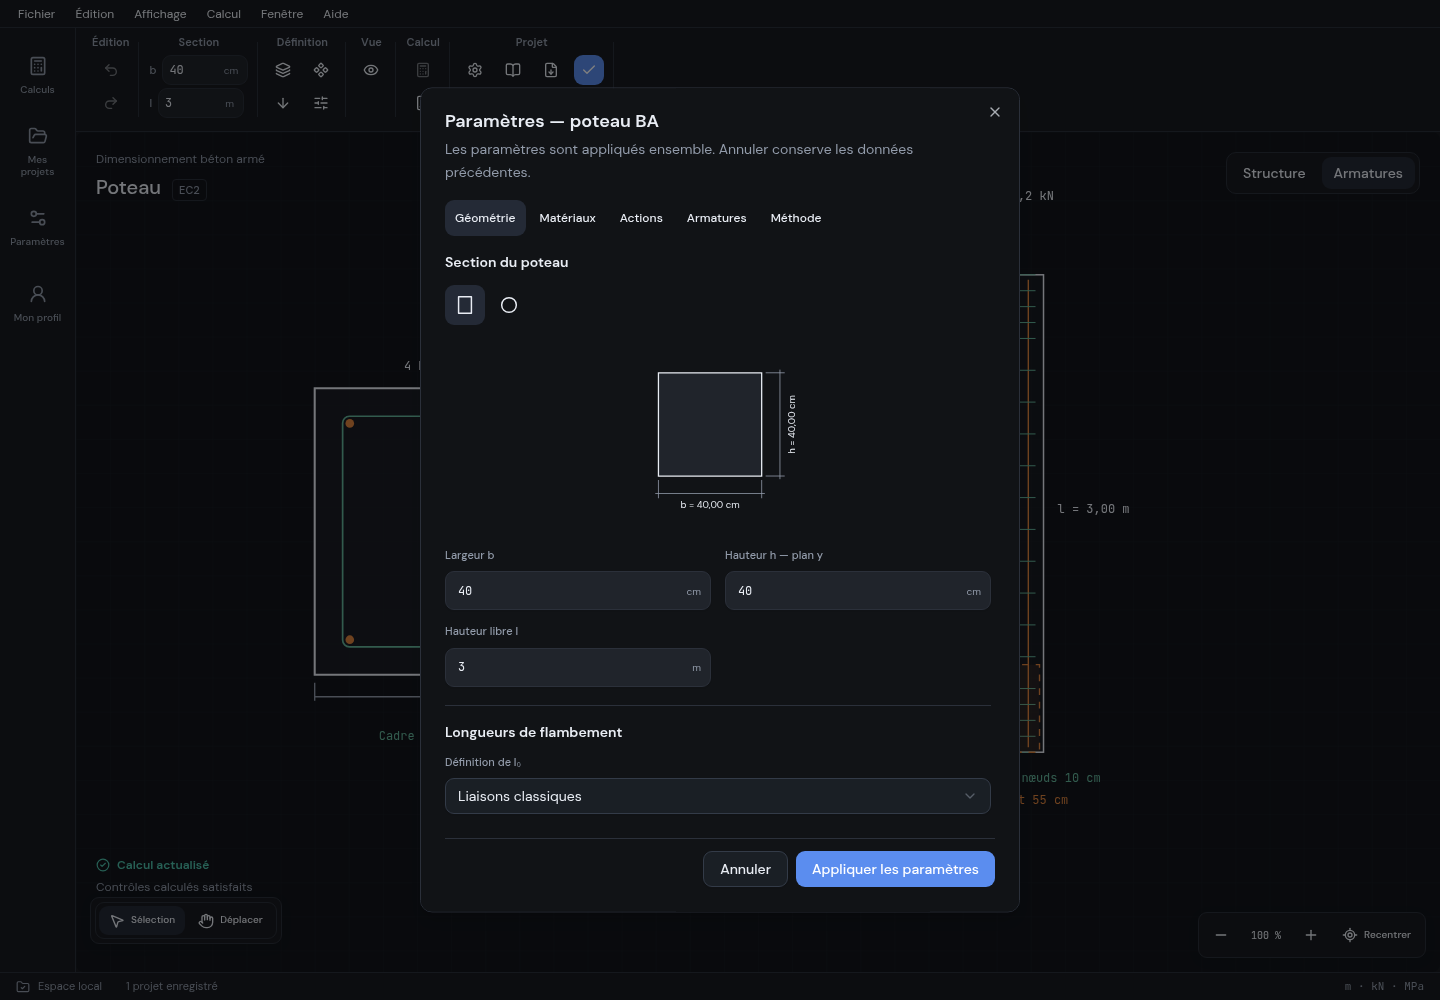 Fichier Édition Affichage Calcul Fenêtre Aide
Édition Section Définition Vue Calcul Projet
b 40 cm
l 3 m
Calculs
Mes
projets
Paramètres
Mon profil
Dimensionnement béton armé
Poteau EC2
Structure Armatures
,2 kN
4
l = 3,00 m
Cadre
nœuds 10 cm
t 55 cm
Paramètres — poteau BA
Les paramètres sont appliqués ensemble. Annuler conserve les données
précédentes.
Géométrie Matériaux Actions Armatures Méthode
Section du poteau
h = 40,00 cm
b = 40,00 cm
Largeur b Hauteur h — plan y
40 cm 40 cm
Hauteur libre l
3 m
Longueurs de flambement
Définition de l₀
Liaisons classiques
Annuler Appliquer les paramètres
Calcul actualisé
Contrôles calculés satisfaits
Sélection Déplacer
100 % Recentrer
Espace local 1 projet enregistré m · kN · MPa